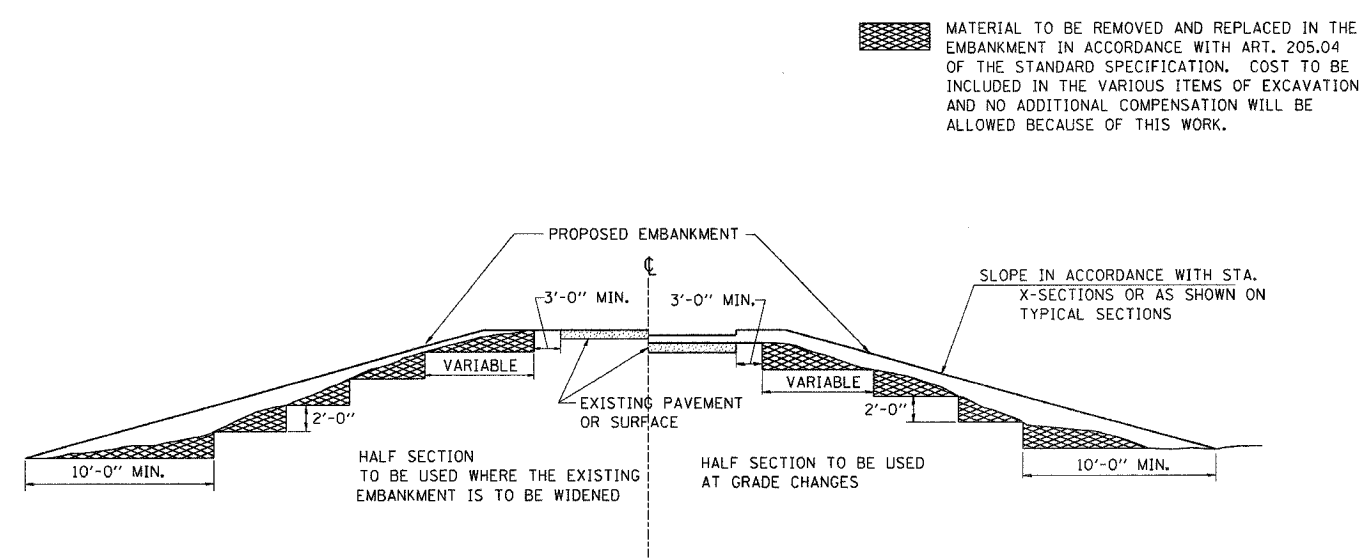 MATERIAL TO BE REMOVED AND REPLACED IN THE
EMBANKMENT IN ACCORDANCE WITH ART. 205.04
OF THE STANDARD SPECIFICATION. COST TO BE
INCLUDED IN THE VARIOUS ITEMS OF EXCAVATION
AND NO ADDITIONAL COMPENSATION WILL BE
ALLOWED BECAUSE OF THIS WORK.
PROPOSED EMBANKMENT
℄
SLOPE IN ACCORDANCE WITH STA.
X-SECTIONS OR AS SHOWN ON
TYPICAL SECTIONS
3'-0" MIN.
3'-0" MIN.
VARIABLE
VARIABLE
EXISTING PAVEMENT
OR SURFACE
2'-0"
2'-0"
10'-0" MIN.
10'-0" MIN.
HALF SECTION
TO BE USED WHERE THE EXISTING
EMBANKMENT IS TO BE WIDENED
HALF SECTION TO BE USED
AT GRADE CHANGES